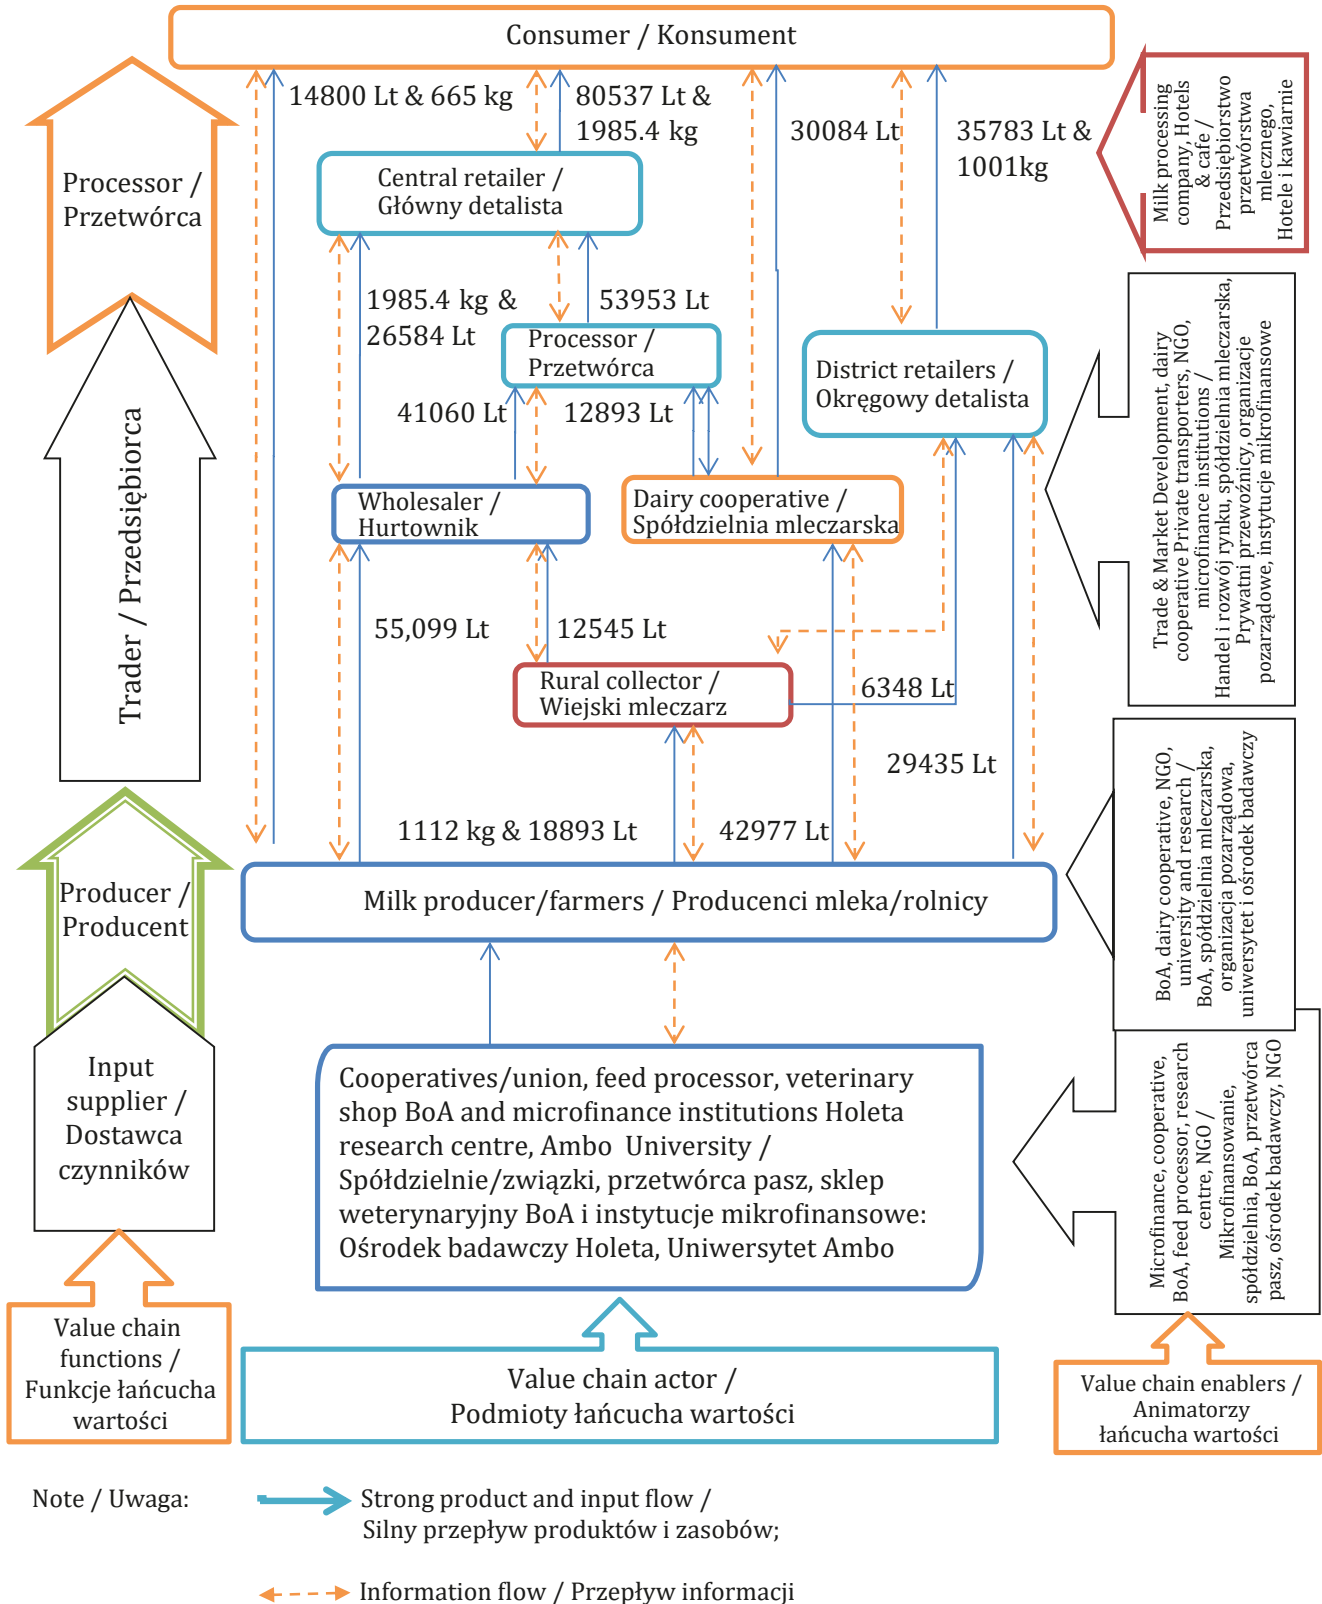 Consumer / Konsument
14800 Lt & 665 kg
80537 Lt &
1985.4 kg
30084 Lt
35783 Lt &
1001kg
Milk processing
company, Hotels
& cafe /
Przedsiębiorstwo
przetwórstwa
mlecznego,
Hotele i kawiarnie
Processor /
Przetwórca
Central retailer /
Główny detalista
1985.4 kg &
26584 Lt
53953 Lt
Processor /
Przetwórca
District retailers /
Okręgowy detalista
41060 Lt
12893 Lt
Trade & Market Development, dairy
cooperative Private transporters, NGO,
microfinance institutions /
Handel i rozwój rynku, spółdzielnia mleczarska,
Prywatni przewoźnicy, organizacje
pozarządowe, instytucje mikrofinansowe
Trader / Przedsiębiorca
Wholesaler /
Hurtownik
Dairy cooperative /
Spółdzielnia mleczarska
55,099 Lt
12545 Lt
Rural collector /
Wiejski mleczarz
6348 Lt
29435 Lt
1112 kg & 18893 Lt
42977 Lt
BoA, dairy cooperative, NGO,
university and research /
BoA, spółdzielnia mleczarska,
organizacja pozarządowa,
uniwersytet i ośrodek badawczy
Producer /
Producent
Milk producer/farmers / Producenci mleka/rolnicy
Input
supplier /
Dostawca
czynników
Cooperatives/union, feed processor, veterinary
shop BoA and microfinance institutions Holeta
research centre, Ambo University /
Spółdzielnie/związki, przetwórca pasz, sklep
weterynaryjny BoA i instytucje mikrofinansowe:
Ośrodek badawczy Holeta, Uniwersytet Ambo
Microfinance, cooperative,
BoA, feed processor, research
centre, NGO /
Mikrofinansowanie,
spółdzielnia, BoA, przetwórca
pasz, ośrodek badawczy, NGO
Value chain
functions /
Funkcje łańcucha
wartości
Value chain actor /
Podmioty łańcucha wartości
Value chain enablers /
Animatorzy
łańcucha wartości
Note / Uwaga:
Strong product and input flow /
Silny przepływ produktów i zasobów;
Information flow / Przepływ informacji